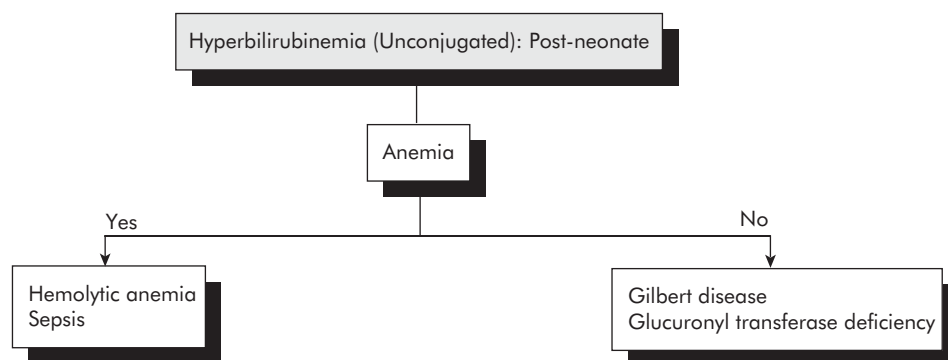 Hyperbilirubinemia (Unconjugated): Post-neonate
Anemia
Yes
No
Hemolytic anemia
Sepsis
Gilbert disease
Glucuronyl transferase deficiency